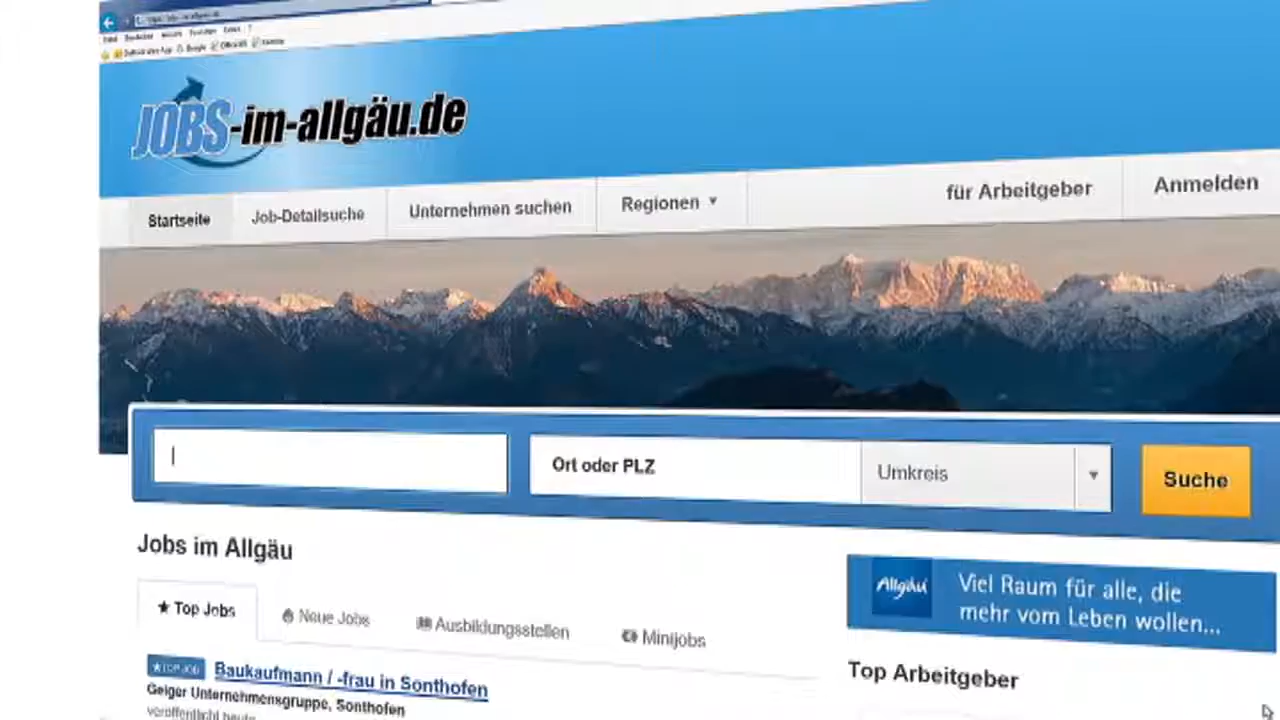 JOBS-im-allgäu.de
Startseite
Job-Detailsuche
Unternehmen suchen
Regionen
für Arbeitgeber
Anmelden
Ort oder PLZ
Umkreis
Suche
Jobs im Allgäu
Top Jobs
Neue Jobs
Ausbildungsstellen
Minijobs
Allgäu
Viel Raum für alle, die
mehr vom Leben wollen...
TOP JOB
Baukaufmann / -frau in Sonthofen
Geiger Unternehmensgruppe, Sonthofen
veröffentlicht heute
Top Arbeitgeber